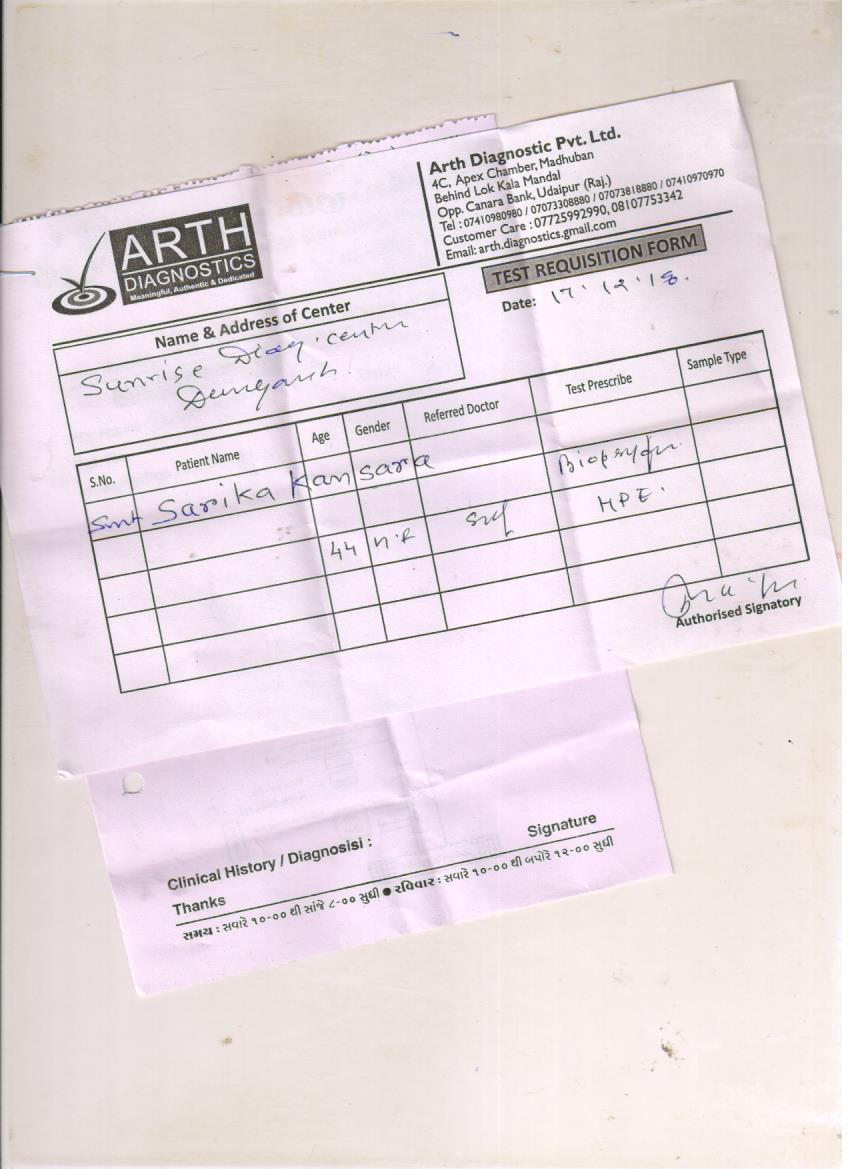 ARTH
DIAGNOSTICS
Meaningful, Authentic & Dedicated
Arth Diagnostic Pvt. Ltd.
4C, Apex Chamber, Madhuban
Behind Lok Kala Mandal
Opp. Canara Bank, Udaipur (Raj.)
Tel : 07410980980 / 07073308880 / 07073818880 / 07410970970
Customer Care : 07725992990, 08107753342
Email: arth.diagnostics.gmail.com
TEST REQUISITION FORM
Date: 17.12.18.
Name & Address of Center
Sunrise Diag. center
S.No. Patient Name Age Gender Referred Doctor Test Prescribe Sample Type
Smt Sarika Kansara Biopsy for
44 HPE.
Authorised Signatory
Clinical History / Diagnosisi : Signature
Thanks
સમય : સવારે ૧૦-૦૦ થી સાંજે ૮-૦૦ સુધી ● રવિવાર : સવારે ૧૦-૦૦ થી બપોરે ૧૨-૦૦ સુધી